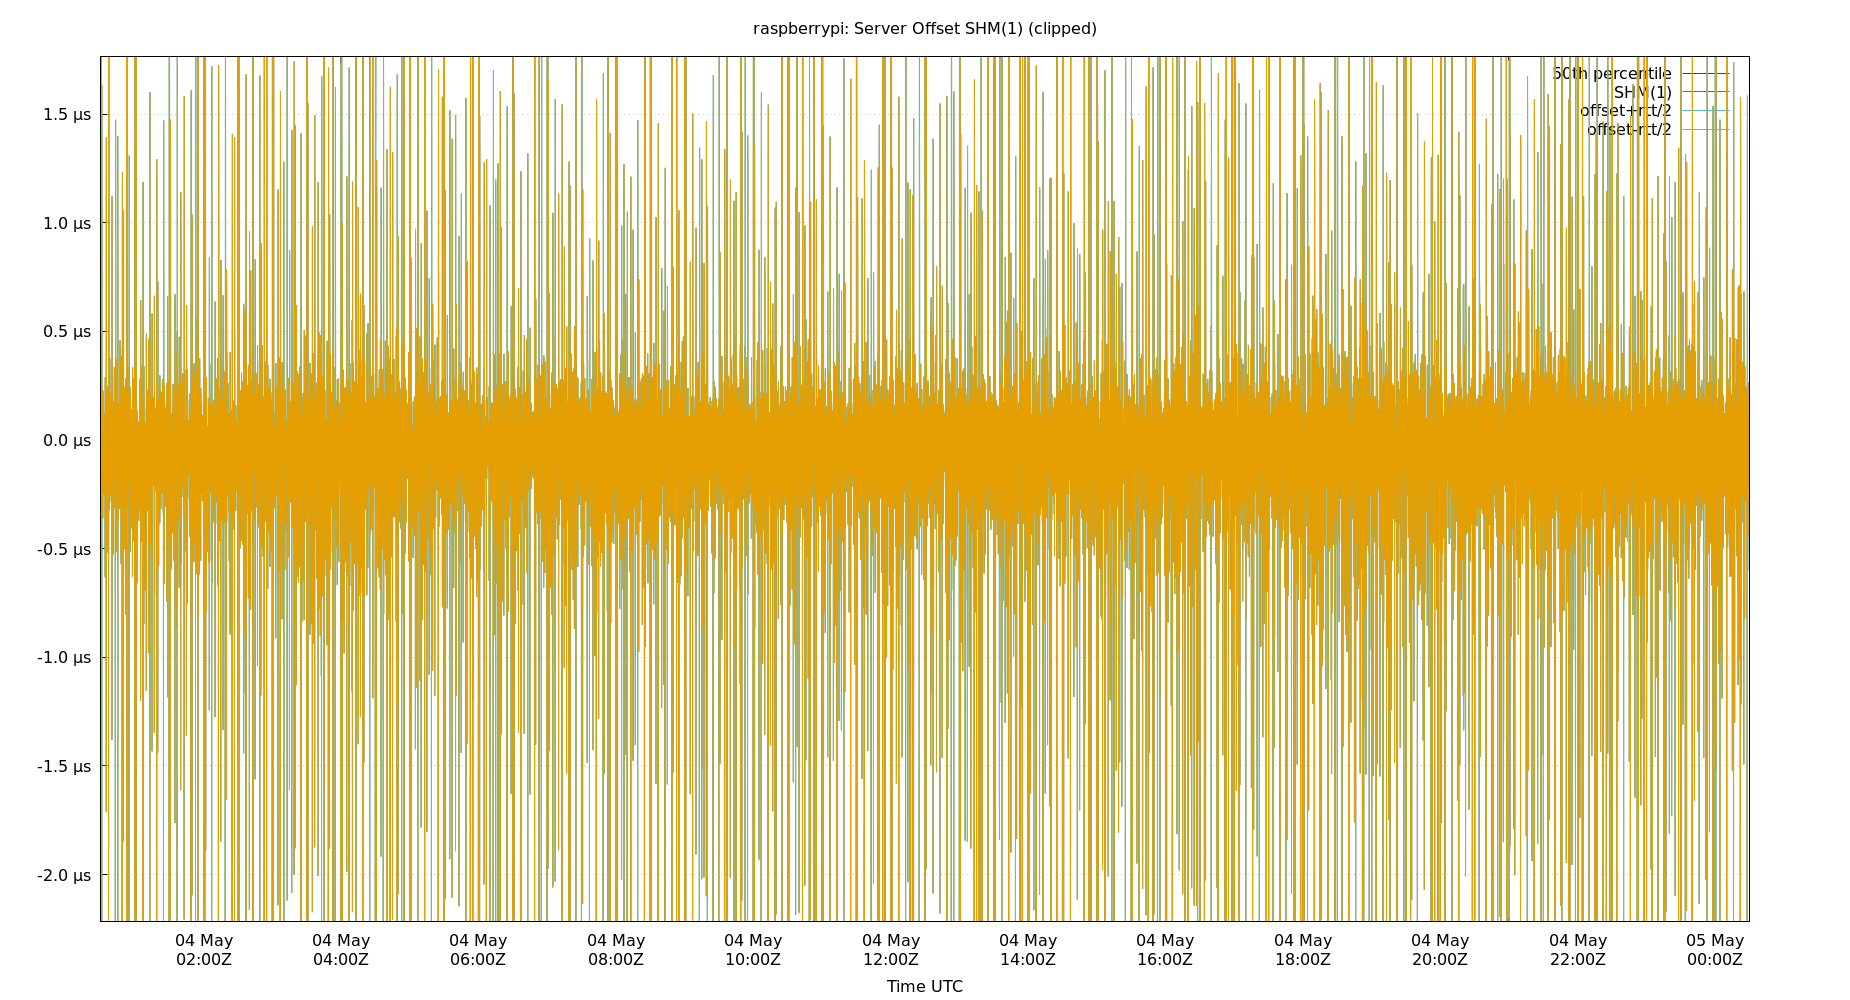 raspberrypi: Server Offset SHM(1) (clipped)
50th percentile
SHM(1)
offset+rtt/2
offset-rtt/2
1.5 µs
1.0 µs
0.5 µs
0.0 µs
-0.5 µs
-1.0 µs
-1.5 µs
-2.0 µs
04 May 04 May 04 May 04 May 04 May 04 May 04 May 04 May 04 May 04 May 04 May 05 May
02:00Z 04:00Z 06:00Z 08:00Z 10:00Z 12:00Z 14:00Z 16:00Z 18:00Z 20:00Z 22:00Z 00:00Z
Time UTC